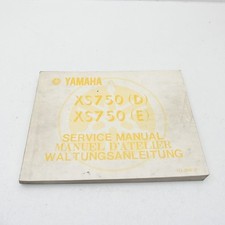 YAMAHA
XS750 (D)
XS750 (E)
SERVICE MANUAL
MANUEL D'ATELIER
WALTUNGSANLEITUNG